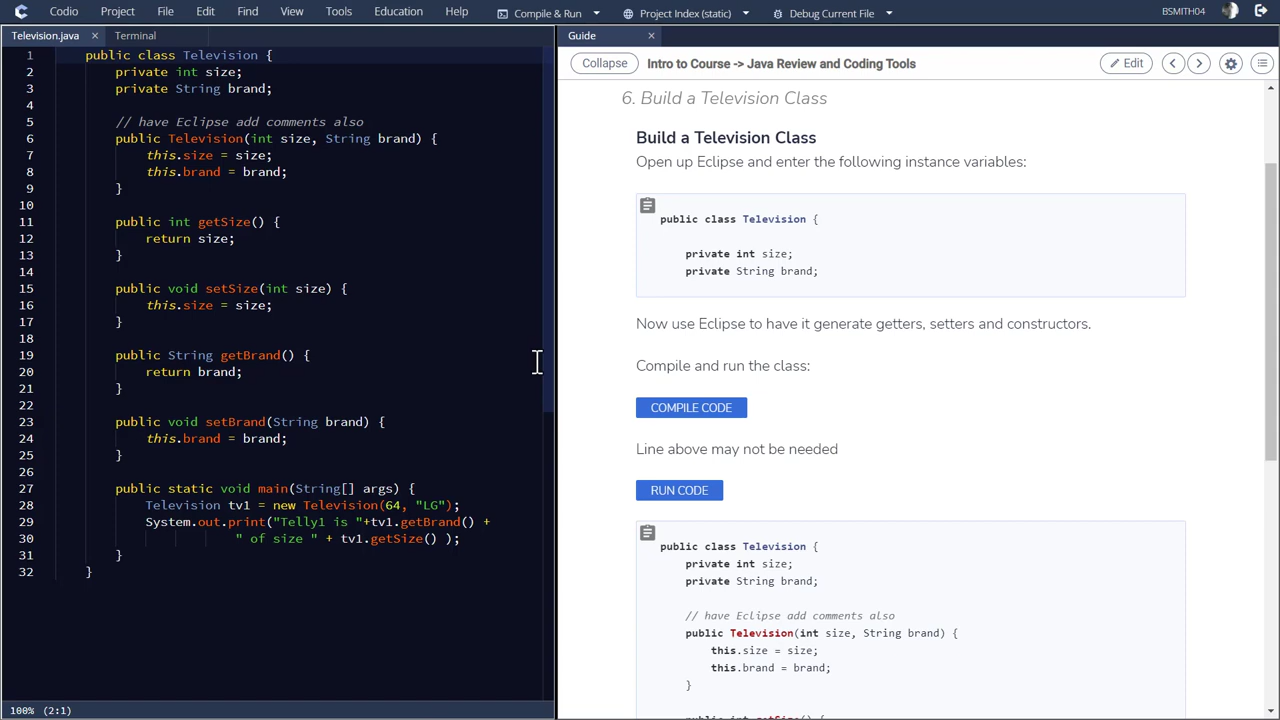 Codio Project File Edit Find View Tools Education Help Compile & Run Project Index (static) Debug Current File BSMITH04
Television.java × Terminal
1 public class Television {
2 private int size;
3 private String brand;
4
5 // have Eclipse add comments also
6 public Television(int size, String brand) {
7 this.size = size;
8 this.brand = brand;
9 }
10
11 public int getSize() {
12 return size;
13 }
14
15 public void setSize(int size) {
16 this.size = size;
17 }
18
19 public String getBrand() {
20 return brand;
21 }
22
23 public void setBrand(String brand) {
24 this.brand = brand;
25 }
26
27 public static void main(String[] args) {
28 Television tv1 = new Television(64, "LG");
29 System.out.print("Telly1 is "+tv1.getBrand() +
30 " of size " + tv1.getSize() );
31 }
32 }
100% (2:1)
Guide ×
Collapse Intro to Course -> Java Review and Coding Tools Edit
6. Build a Television Class
Build a Television Class
Open up Eclipse and enter the following instance variables:
public class Television {
private int size;
private String brand;
Now use Eclipse to have it generate getters, setters and constructors.
Compile and run the class:
COMPILE CODE
Line above may not be needed
RUN CODE
public class Television {
private int size;
private String brand;
// have Eclipse add comments also
public Television(int size, String brand) {
this.size = size;
this.brand = brand;
}
public int getSize() {